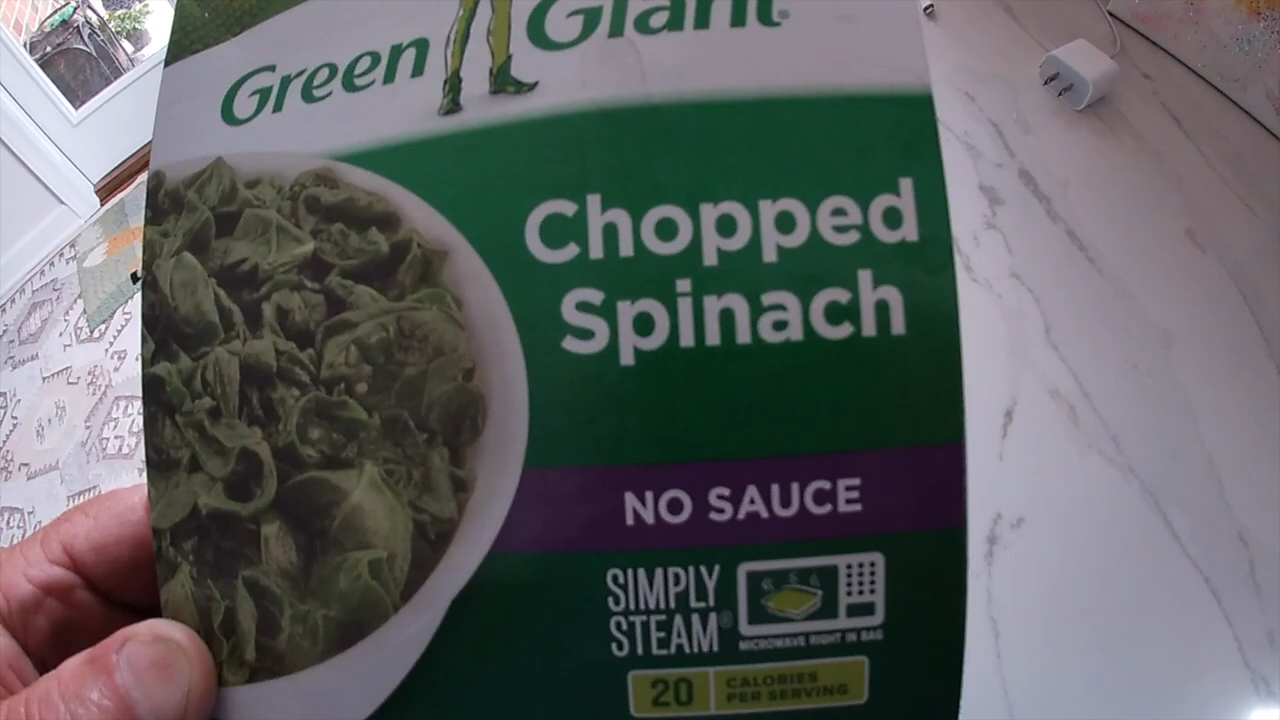 Green Giant®
Chopped
Spinach
NO SAUCE
SIMPLY
STEAM®
MICROWAVE RIGHT IN BAG
20 CALORIES
PER SERVING